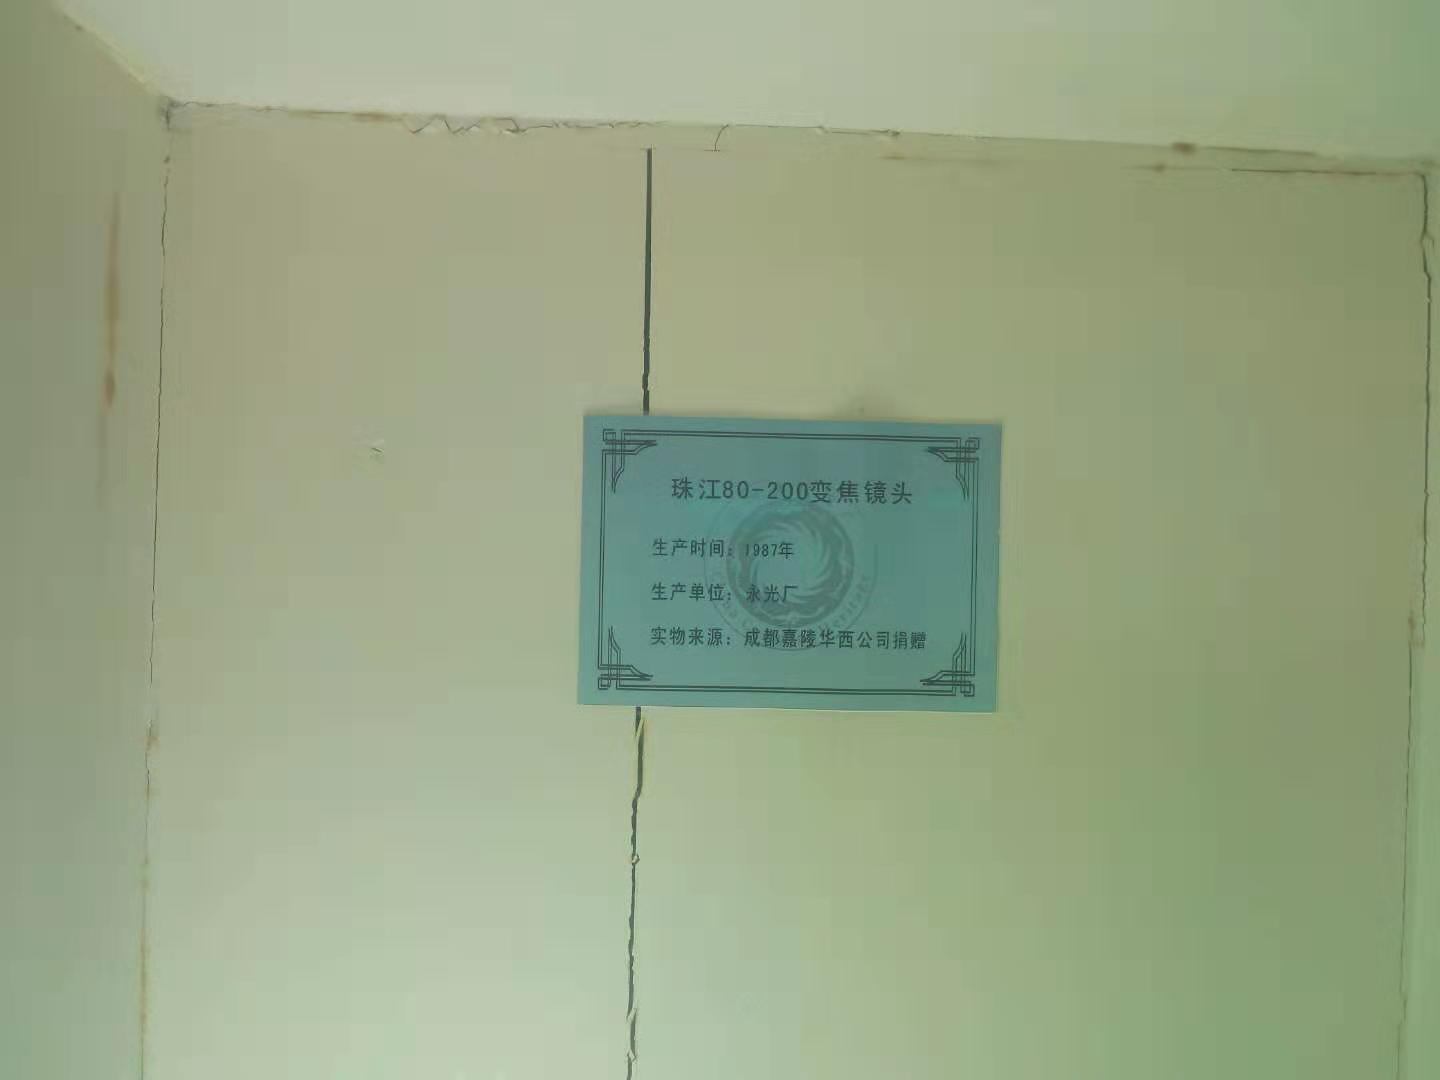 珠江80-200变焦镜头
生产时间：1987年
生产单位：永光厂
实物来源：成都嘉陵华西公司捐赠